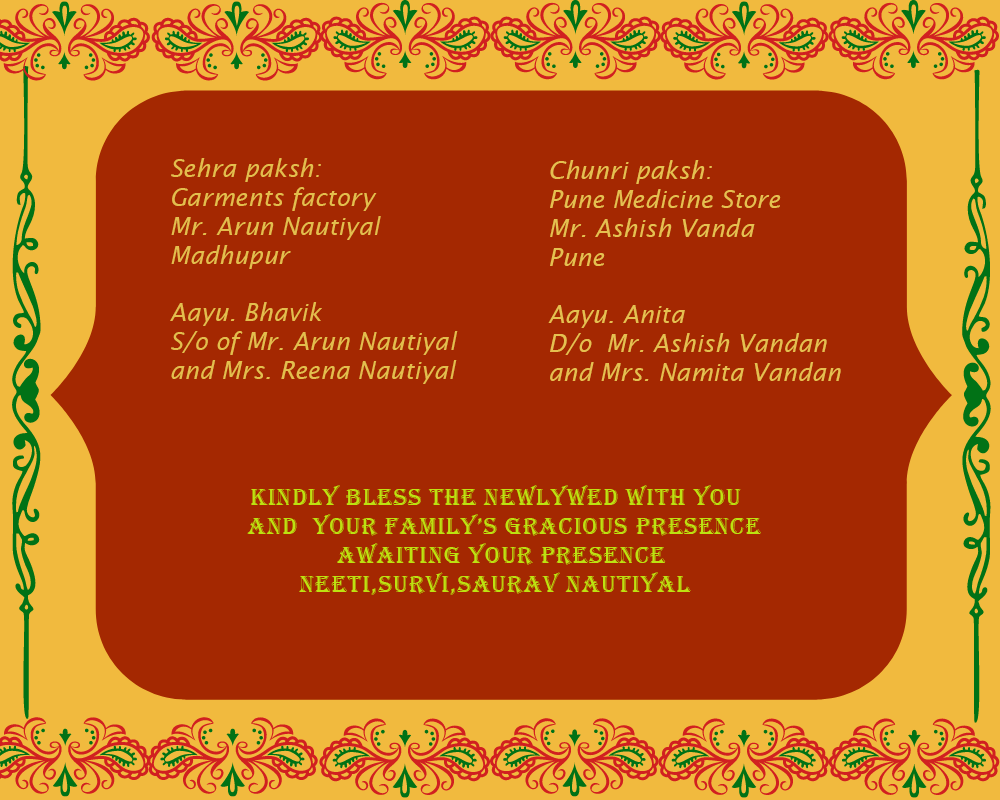 Sehra paksh:
Garments factory
Mr. Arun Nautiyal
Madhupur
Aayu. Bhavik
S/o of Mr. Arun Nautiyal
and Mrs. Reena Nautiyal
Chunri paksh:
Pune Medicine Store
Mr. Ashish Vanda
Pune
Aayu. Anita
D/o  Mr. Ashish Vandan
and Mrs. Namita Vandan
KINDLY BLESS THE NEWLYWED WITH YOU
AND  YOUR FAMILY'S GRACIOUS PRESENCE
AWAITING YOUR PRESENCE
NEETI,SURVI,SAURAV NAUTIYAL